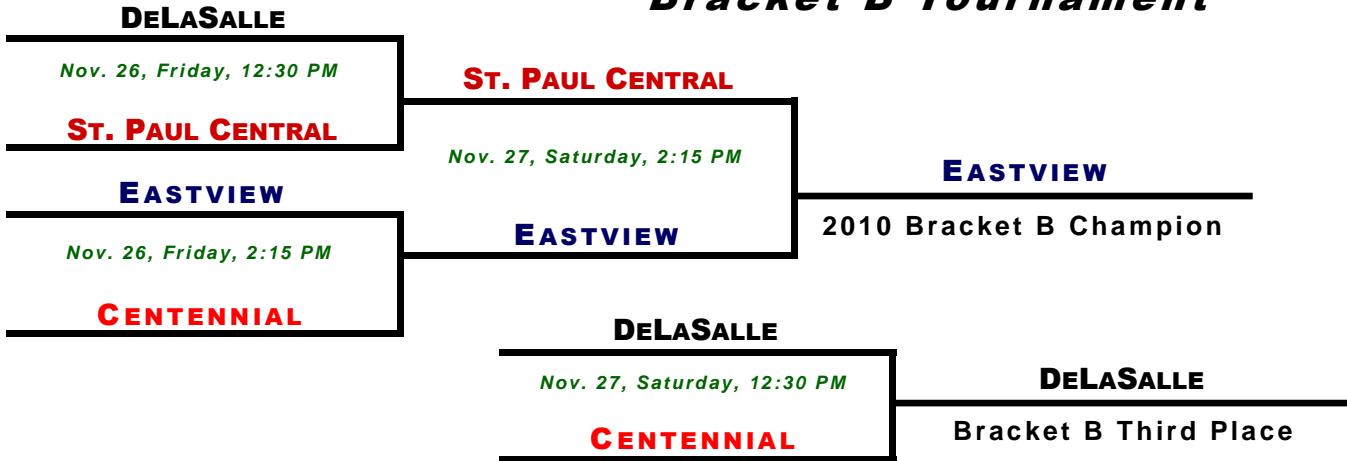 Bracket B Tournament
DELASALLE
Nov. 26, Friday, 12:30 PM
ST. PAUL CENTRAL
ST. PAUL CENTRAL
Nov. 27, Saturday, 2:15 PM
EASTVIEW
EASTVIEW
Nov. 26, Friday, 2:15 PM
CENTENNIAL
EASTVIEW
2010 Bracket B Champion
DELASALLE
Nov. 27, Saturday, 12:30 PM
CENTENNIAL
DELASALLE
Bracket B Third Place